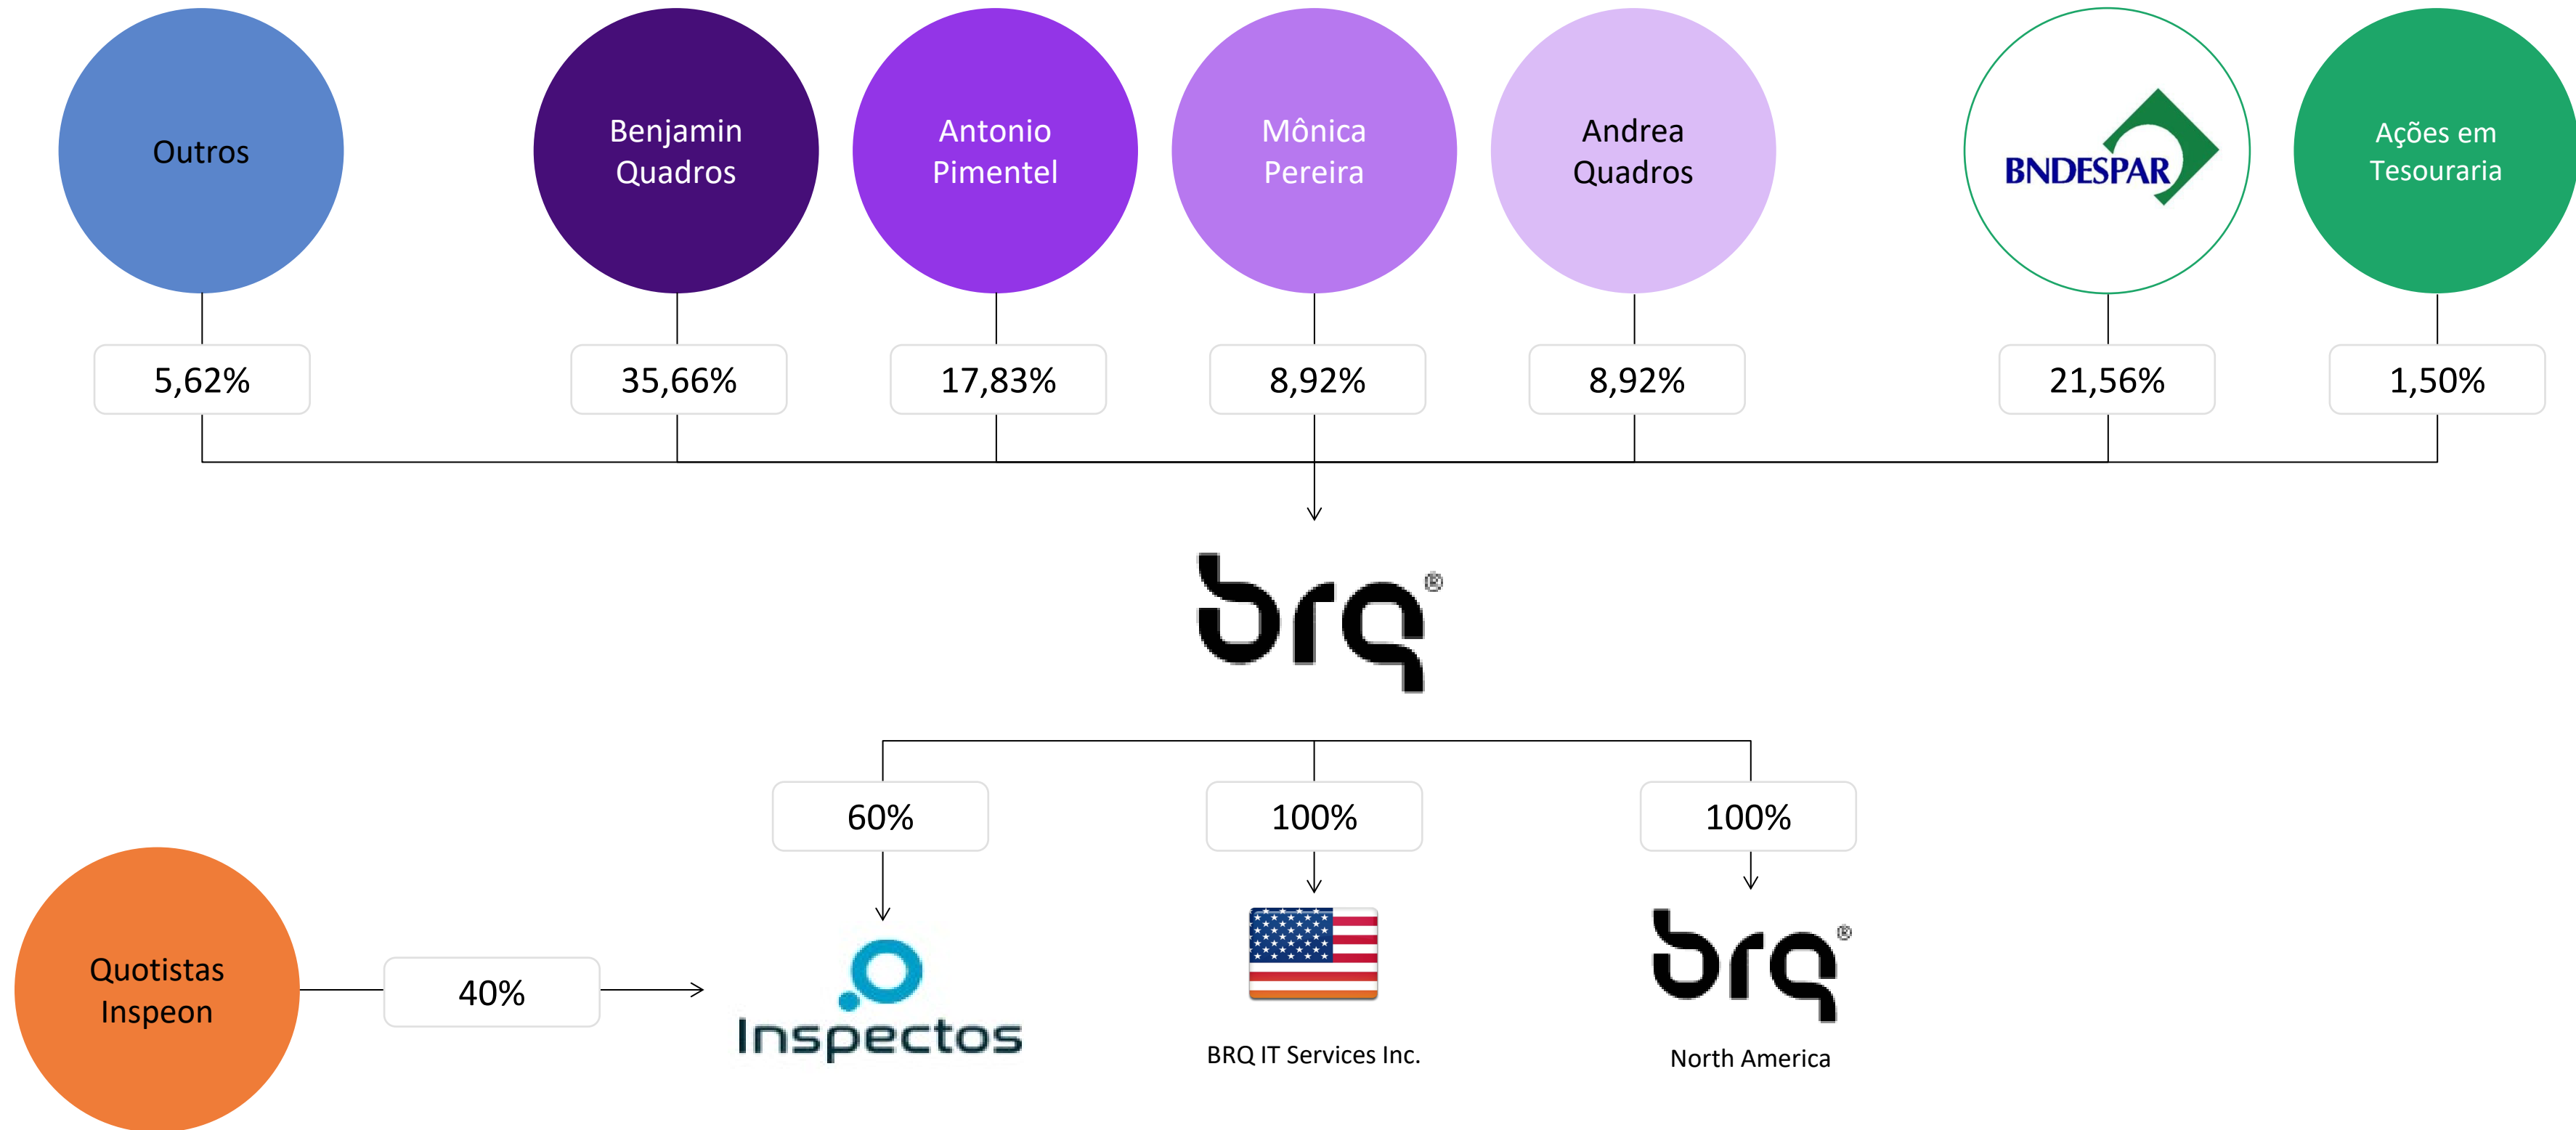 Outros
Benjamin
Quadros
Antonio
Pimentel
Mônica
Pereira
Andrea
Quadros
BNDESPAR
Ações em
Tesouraria
5,62%
35,66%
17,83%
8,92%
8,92%
21,56%
1,50%
brq®
60%
100%
100%
Quotistas
Inspeon
40%
Inspectos
BRQ IT Services Inc.
brq®
North America